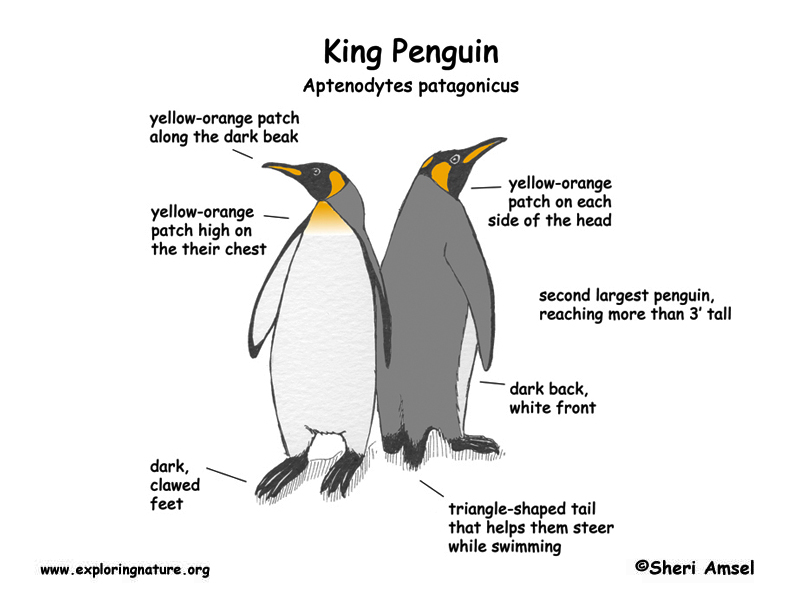 King Penguin
Aptenodytes patagonicus
yellow-orange patch
along the dark beak
yellow-orange
patch on each
side of the head
yellow-orange
patch high on
the their chest
second largest penguin,
reaching more than 3' tall
dark back,
white front
dark,
clawed
feet
triangle-shaped tail
that helps them steer
while swimming
www.exploringnature.org
©Sheri Amsel